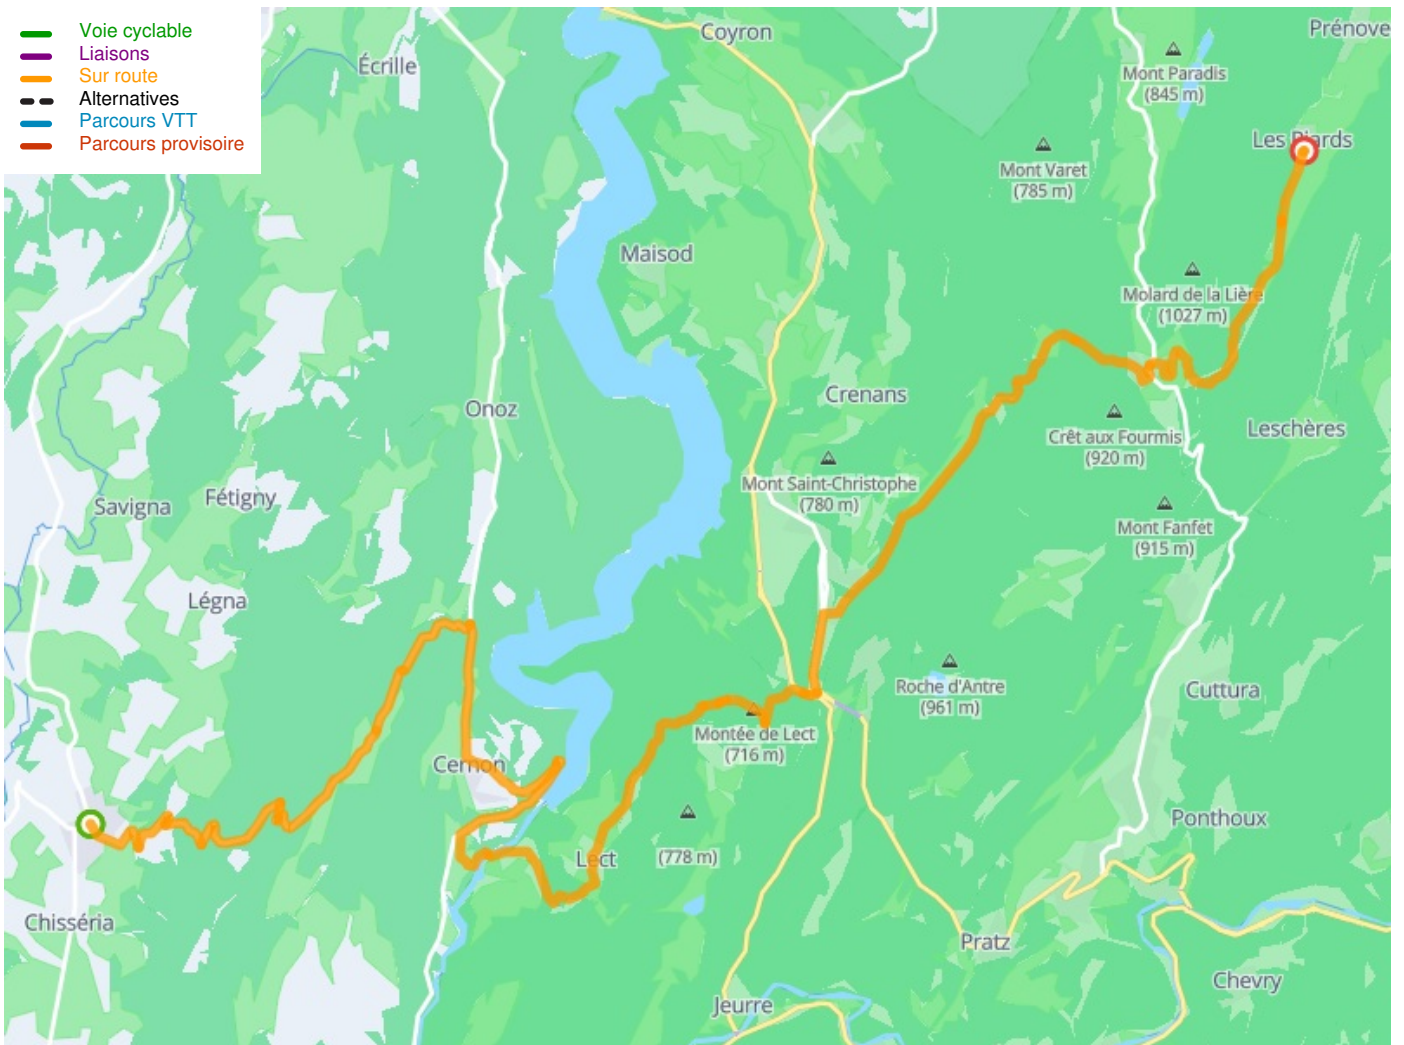 Voie cyclable
Liaisons
Sur route
Alternatives
Parcours VTT
Parcours provisoire
Coyron
Prénove
Écrille
Mont Paradis
(845 m)
Les Piards
Mont Varet
(785 m)
Maisod
Molard de la Lière
(1027 m)
Crenans
Onoz
Crêt aux Fourmis
(920 m)
Leschères
Mont Saint-Christophe
(780 m)
Fétigny
Savigna
Mont Fanfet
(915 m)
Légna
Roche d'Antre
(961 m)
Cuttura
Montée de Lect
(716 m)
Cernon
Ponthoux
Lect
(778 m)
Chisséria
Pratz
Chevry
Jeurre